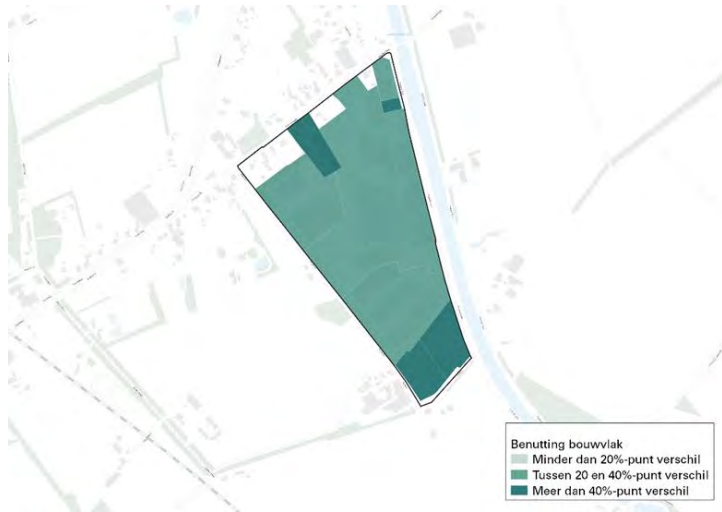 Benutting bouwvlak
Minder dan 20%-punt verschil
Tussen 20 en 40%-punt verschil
Meer dan 40%-punt verschil